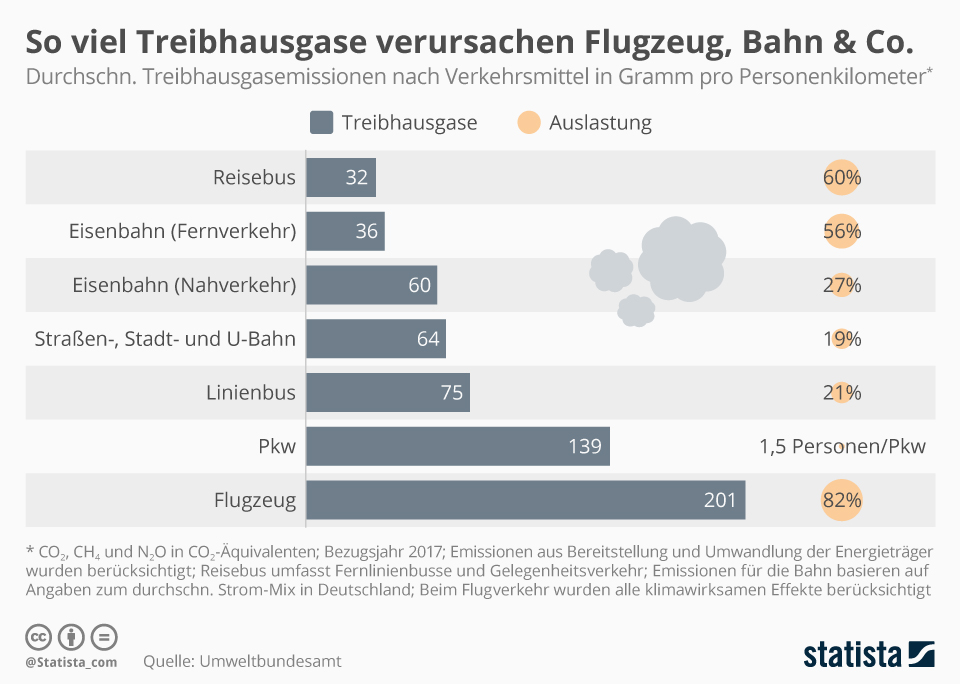 So viel Treibhausgase verursachen Flugzeug, Bahn & Co.
Durchschn. Treibhausgasemissionen nach Verkehrsmittel in Gramm pro Personenkilometer*
Treibhausgase Auslastung
Reisebus 32 60%
Eisenbahn (Fernverkehr) 36 56%
Eisenbahn (Nahverkehr) 60 27%
Straßen-, Stadt- und U-Bahn 64 19%
Linienbus 75 21%
Pkw 139 1,5 Personen/Pkw
Flugzeug 201 82%
* CO₂, CH₄ und N₂O in CO₂-Äquivalenten; Bezugsjahr 2017; Emissionen aus Bereitstellung und Umwandlung der Energieträger
wurden berücksichtigt; Reisebus umfasst Fernlinienbusse und Gelegenheitsverkehr; Emissionen für die Bahn basieren auf
Angaben zum durchschn. Strom-Mix in Deutschland; Beim Flugverkehr wurden alle klimawirksamen Effekte berücksichtigt
cc
@Statista_com Quelle: Umweltbundesamt
statista